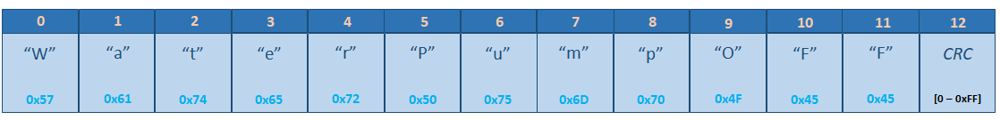 0 1 2 3 4 5 6 7 8 9 10 11 12
“W” “a” “t” “e” “r” “P” “u” “m” “p” “O” “F” “F” CRC
0x57 0x61 0x74 0x65 0x72 0x50 0x75 0x6D 0x70 0x4F 0x45 0x45 [0 – 0xFF]